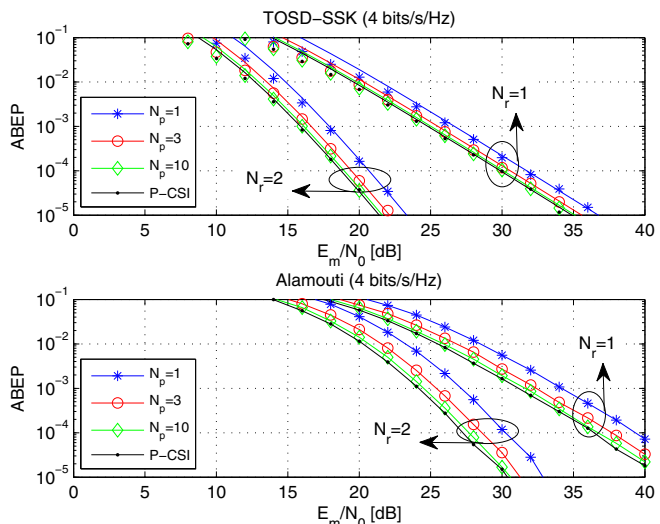 TOSD−SSK (4 bits/s/Hz)
10^-1
10^-2
10^-3
10^-4
10^-5
ABEP
N_p=1
N_p=3
N_p=10
P−CSI
N_r=1
N_r=2
0 5 10 15 20 25 30 35 40
E_m/N_0 [dB]
Alamouti (4 bits/s/Hz)
10^-1
10^-2
10^-3
10^-4
10^-5
ABEP
N_p=1
N_p=3
N_p=10
P−CSI
N_r=1
N_r=2
0 5 10 15 20 25 30 35 40
E_m/N_0 [dB]